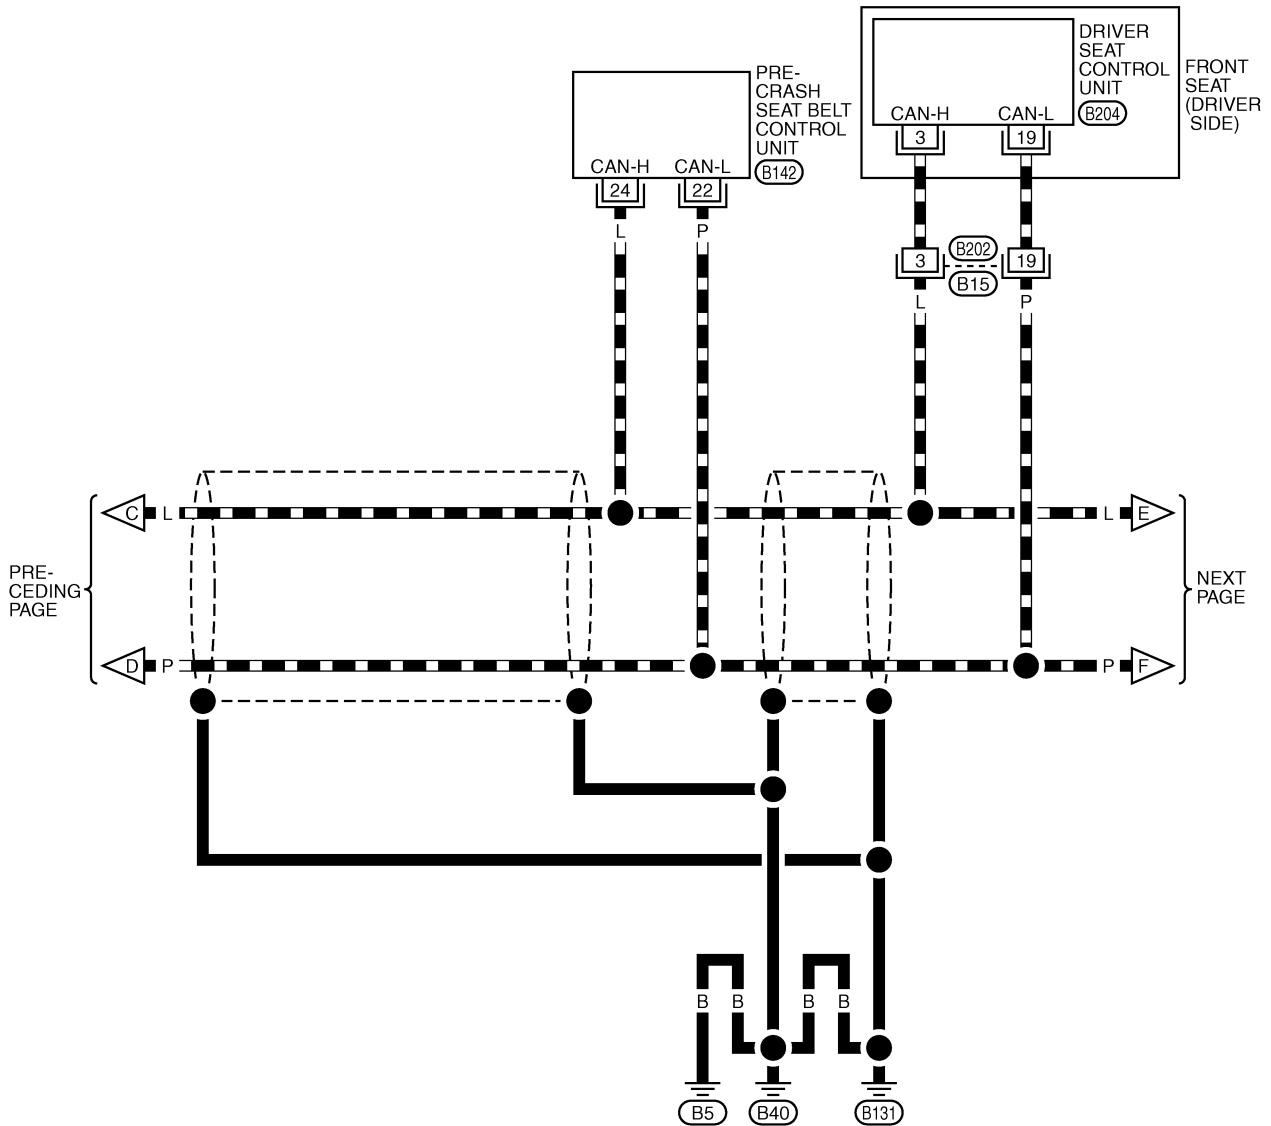 DRIVER
SEAT
CONTROL
UNIT
B204
FRONT
SEAT
(DRIVER
SIDE)
CAN-H
CAN-L
3
19
PRE-
CRASH
SEAT BELT
CONTROL
UNIT
B142
CAN-H
CAN-L
24
22
L
P
3
B202
B15
19
L
P
PRE-
CEDING
PAGE
C
L
L
E
D
P
P
F
NEXT
PAGE
B
B
B
B
B5
B40
B131